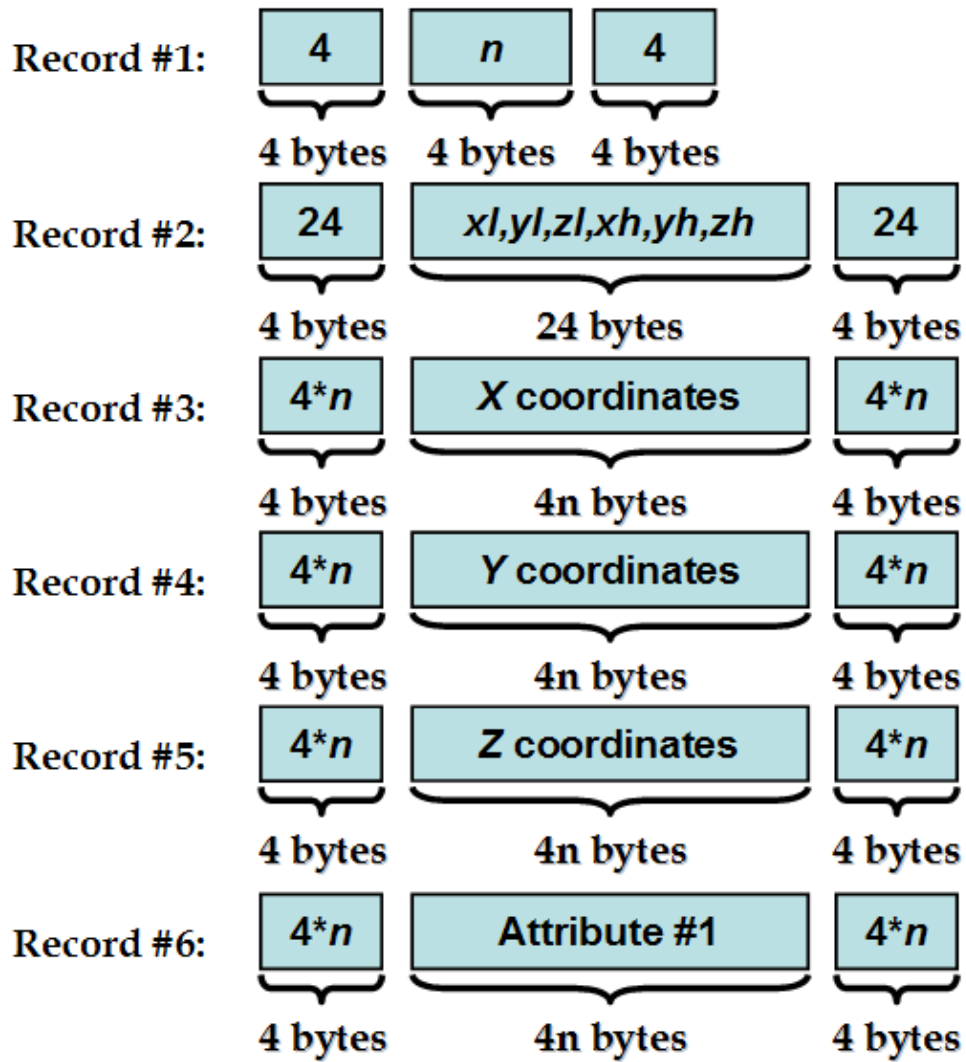 Record #1: 4 n 4
4 bytes 4 bytes 4 bytes
Record #2: 24 xl,yl,zl,xh,yh,zh 24
4 bytes 24 bytes 4 bytes
Record #3: 4*n X coordinates 4*n
4 bytes 4n bytes 4 bytes
Record #4: 4*n Y coordinates 4*n
4 bytes 4n bytes 4 bytes
Record #5: 4*n Z coordinates 4*n
4 bytes 4n bytes 4 bytes
Record #6: 4*n Attribute #1 4*n
4 bytes 4n bytes 4 bytes